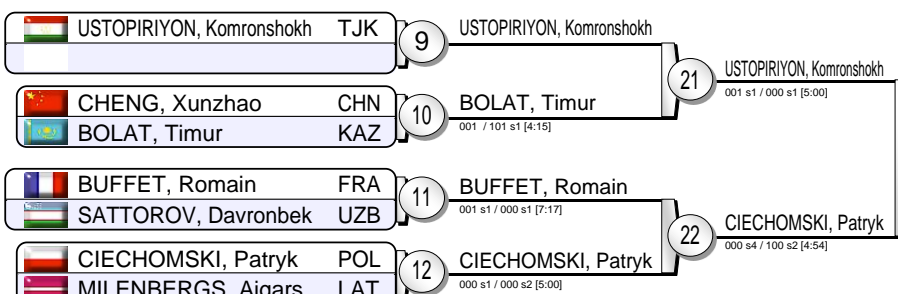 USTOPIRIYON, Komronshokh TJK 9 USTOPIRIYON, Komronshokh
21 USTOPIRIYON, Komronshokh
001 s1 / 000 s1 [5:00]
CHENG, Xunzhao CHN 10 BOLAT, Timur
BOLAT, Timur KAZ 001 / 101 s1 [4:15]
BUFFET, Romain FRA 11 BUFFET, Romain
SATTOROV, Davronbek UZB 001 s1 / 000 s1 [7:17]
22 CIECHOMSKI, Patryk
000 s4 / 100 s2 [4:54]
CIECHOMSKI, Patryk POL 12 CIECHOMSKI, Patryk
MILENBERGS, Aigars LAT 000 s1 / 000 s2 [5:00]